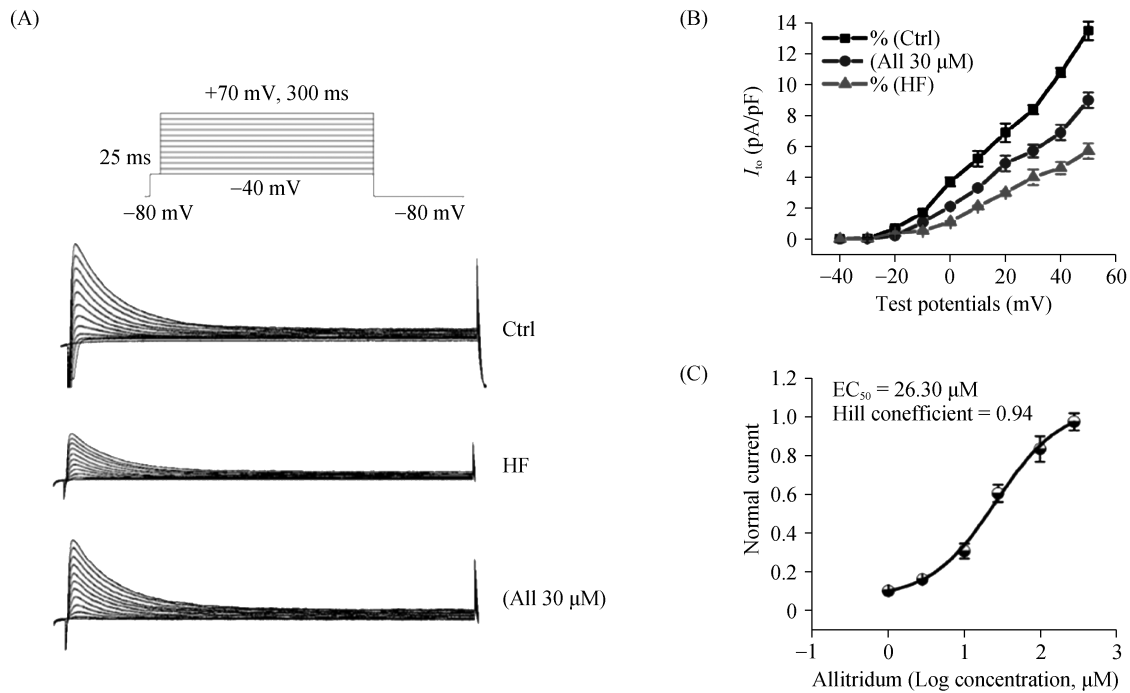 (A)
+70 mV, 300 ms
25 ms
−40 mV
−80 mV
−80 mV
Ctrl
HF
(All 30 μM)
(B)
14
12
10
8
6
4
2
0
I to (pA/pF)
% (Ctrl)
(All 30 μM)
% (HF)
−40
−20
0
20
40
60
Test potentials (mV)
(C)
1.2
1.0
0.8
0.6
0.4
0.2
0
Normal current
EC50 = 26.30 μM
Hill conefficient = 0.94
−1
0
1
2
3
Allitridum (Log concentration, μM)